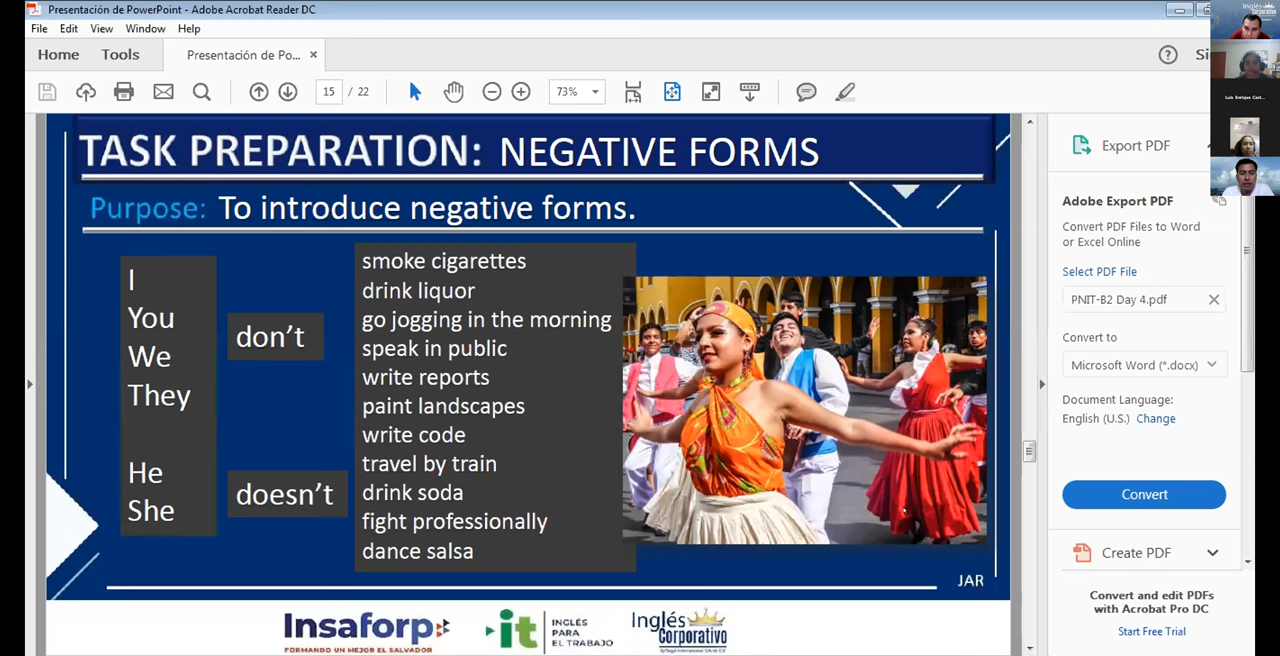 Presentación de PowerPoint - Adobe Acrobat Reader DC
File Edit View Window Help
Home Tools Presentación de Po... ×
15 / 22 73%
TASK PREPARATION: NEGATIVE FORMS
Purpose: To introduce negative forms.
I
You
We
They
He
She
don't
doesn't
smoke cigarettes
drink liquor
go jogging in the morning
speak in public
write reports
paint landscapes
write code
travel by train
drink soda
fight professionally
dance salsa
JAR
Insaforp
FORMANDO UN MEJOR EL SALVADOR
it INGLÉS
PARA
EL TRABAJO
Inglés
Corporativo
Export PDF
Adobe Export PDF
Convert PDF Files to Word
or Excel Online
Select PDF File
PNIT-B2 Day 4.pdf
Convert to
Microsoft Word (*.docx)
Document Language:
English (U.S.) Change
Convert
Create PDF
Convert and edit PDFs
with Acrobat Pro DC
Start Free Trial
Si
Inglés
Corporativo
Luis Enrique Cast...